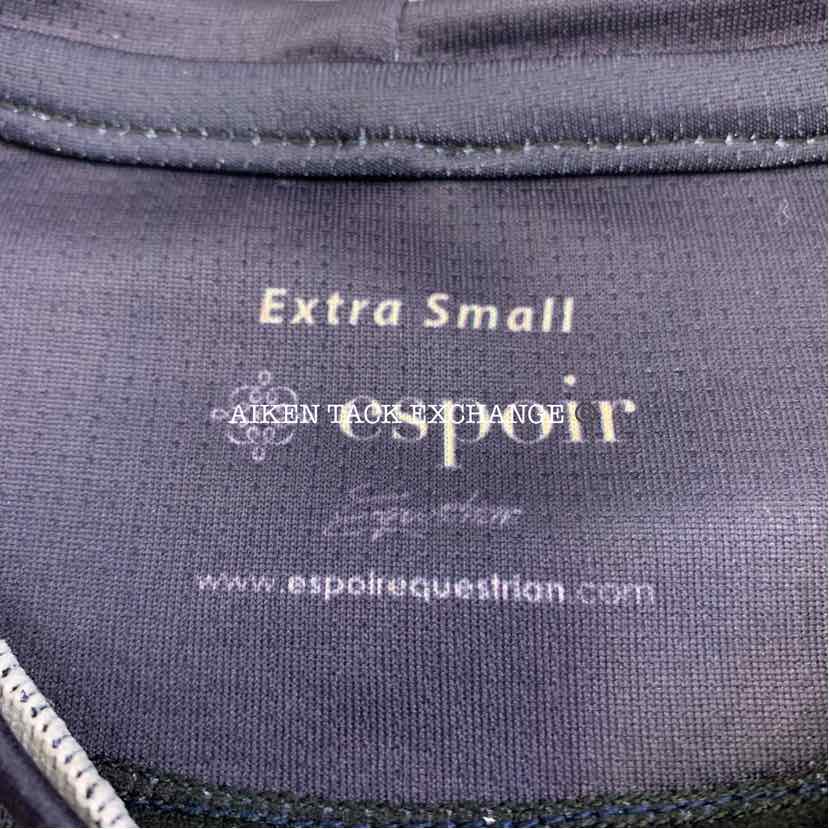 Extra Small
espoir
AIKEN TACK EXCHANGE
www.espoirequestrian.com